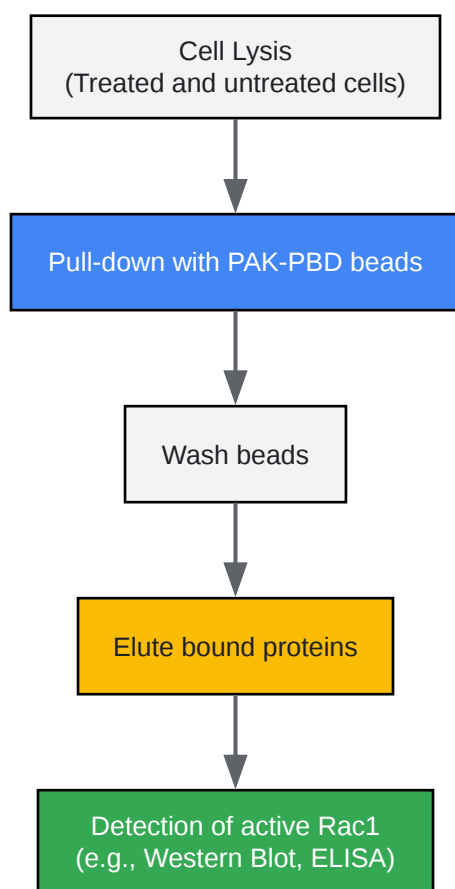 Cell Lysis
(Treated and untreated cells)
Pull-down with PAK-PBD beads
Wash beads
Elute bound proteins
Detection of active Rac1
(e.g., Western Blot, ELISA)